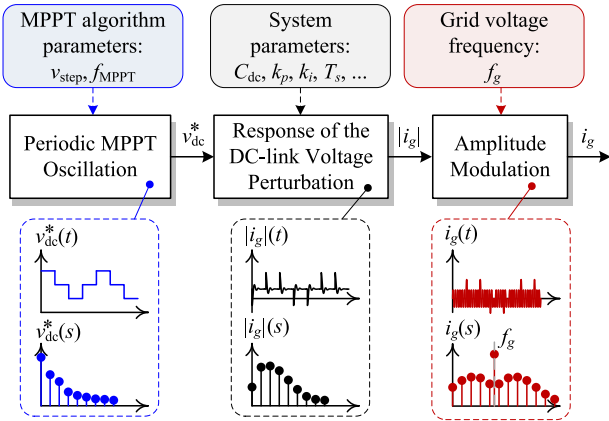 MPPT algorithm
parameters:
v_step, f_MPPT
System
parameters:
C_dc, k_p, k_i, T_s, ...
Grid voltage
frequency:
f_g
Periodic MPPT
Oscillation
v*_dc
Response of the
DC-link Voltage
Perturbation
|i_g|
Amplitude
Modulation
i_g
v*_dc(t)
v*_dc(s)
|i_g|(t)
|i_g|(s)
i_g(t)
i_g(s)
f_g